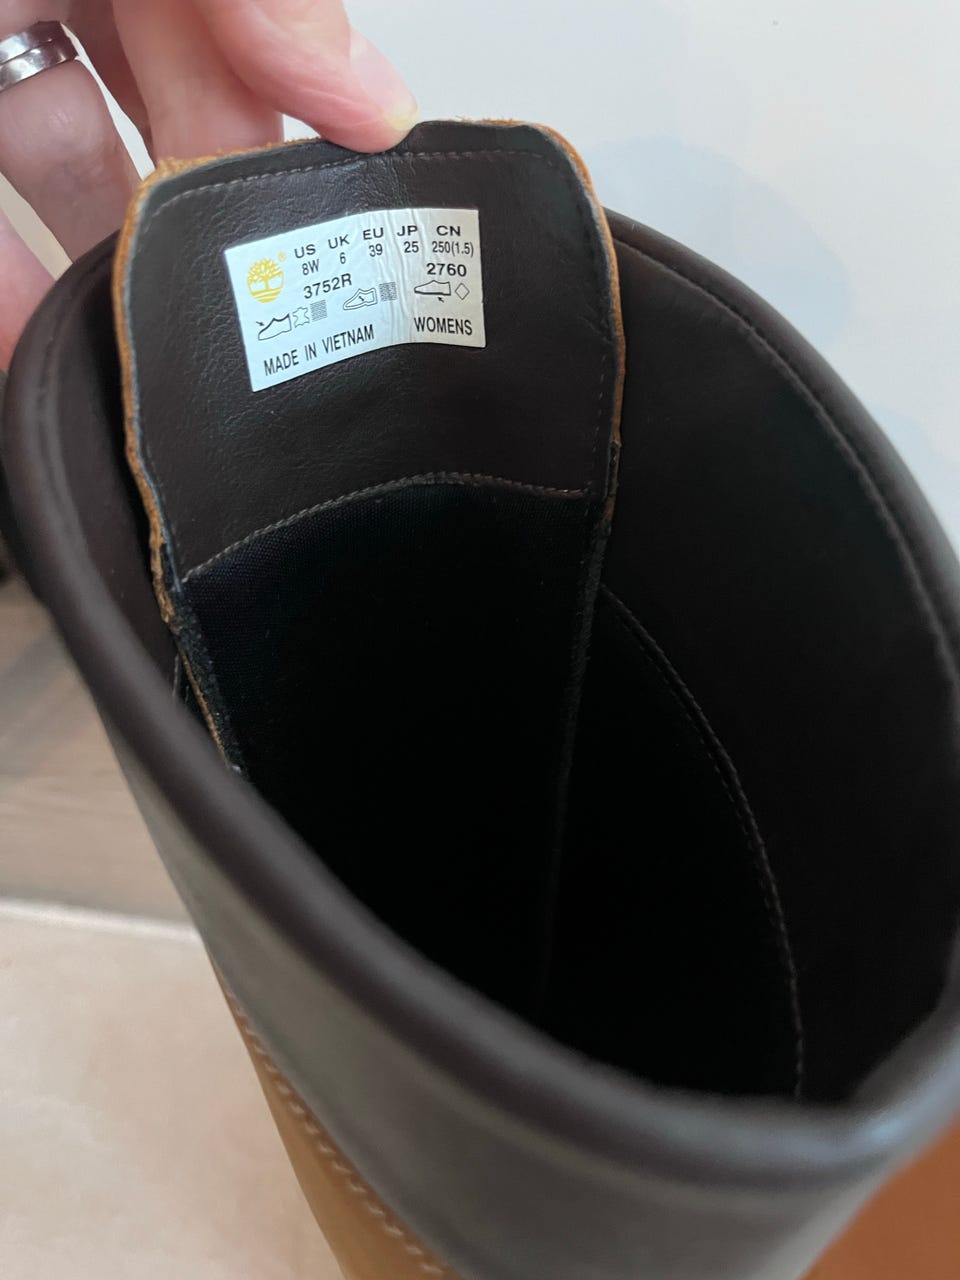 ® US UK EU JP CN
8W 6 39 25 250(1.5)
3752R 2760
MADE IN VIETNAM WOMENS